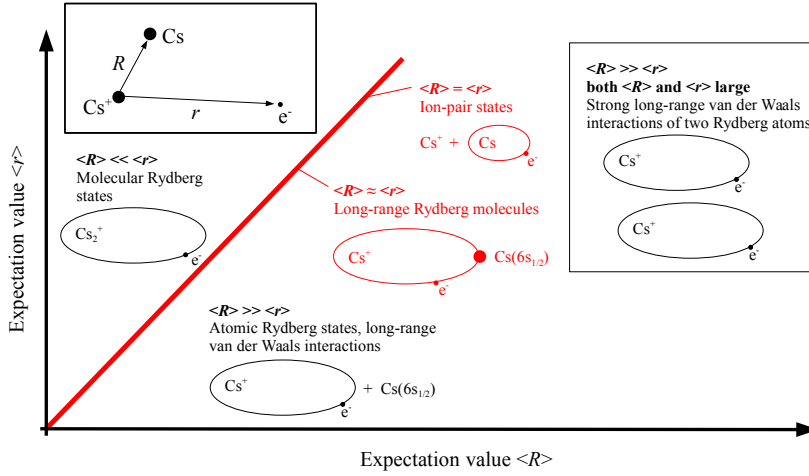 Cs
R
Cs⁺
r
e⁻
<R> << <r>
Molecular Rydberg
states
Cs₂⁺
e⁻
<R> = <r>
Ion-pair states
Cs⁺ + Cs
e⁻
<R> ≈ <r>
Long-range Rydberg molecules
Cs⁺
Cs(6s₁/₂)
e⁻
<R> >> <r>
Atomic Rydberg states, long-range
van der Waals interactions
Cs⁺
+ Cs(6s₁/₂)
e⁻
<R> >> <r>
both <R> and <r> large
Strong long-range van der Waals
interactions of two Rydberg atoms
Cs⁺
e⁻
Cs⁺
e⁻
Expectation value <r>
Expectation value <R>